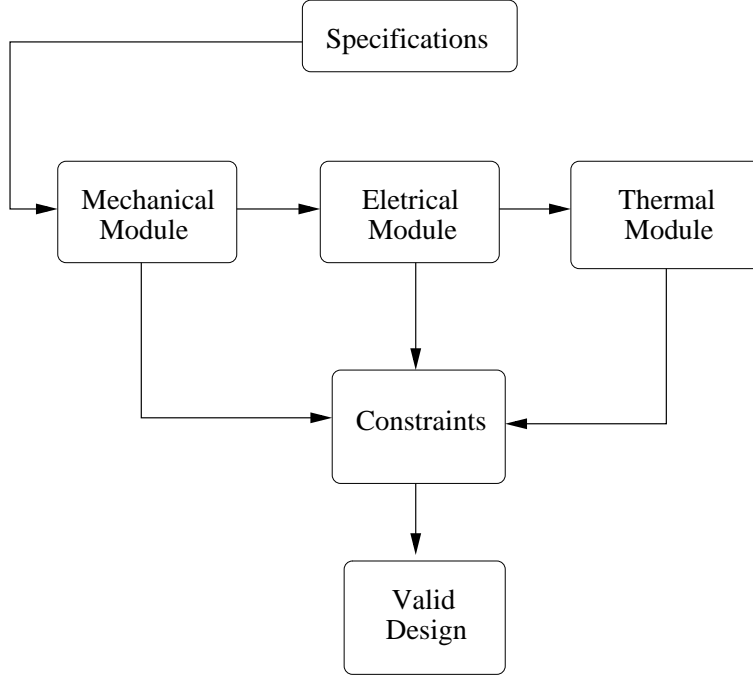 Specifications
Mechanical
Module
Eletrical
Module
Thermal
Module
Constraints
Valid
Design